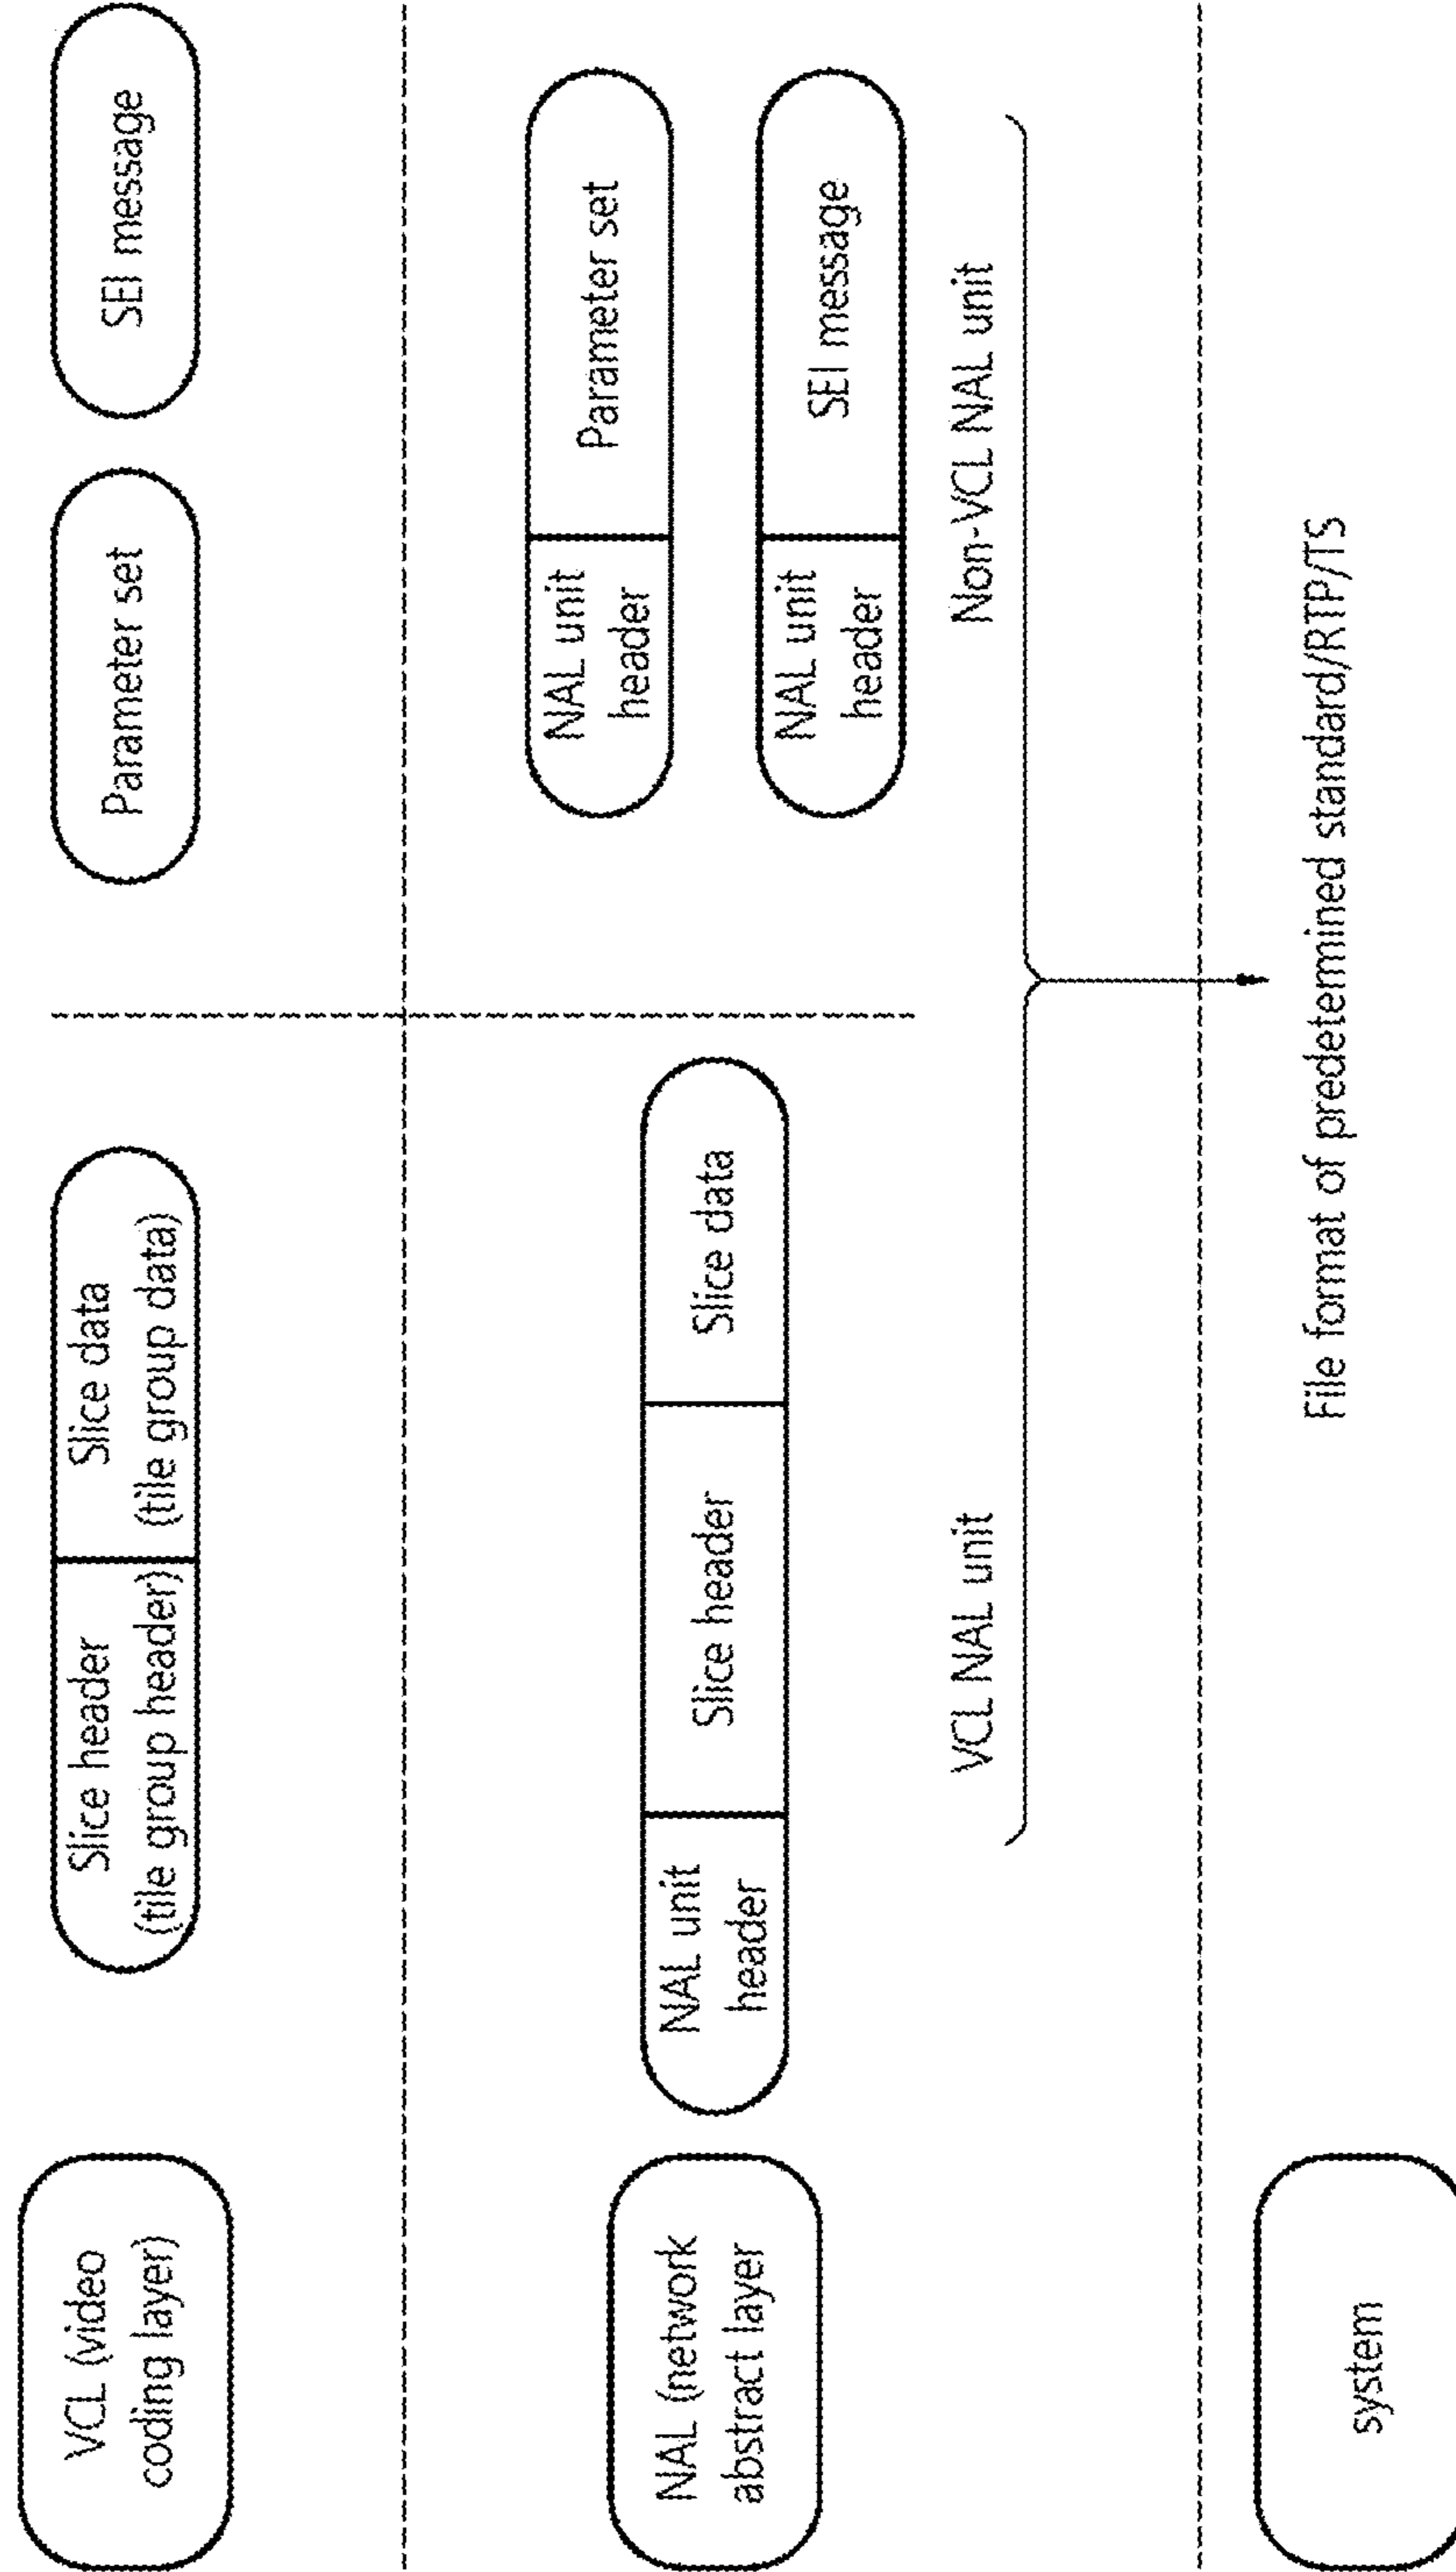 VCL (video
coding layer)
Slice header
(tile group header)
Slice data
(tile group data)
Parameter set
SEI message
NAL (network
abstract layer
NAL unit
header
Slice header
Slice data
NAL unit
header
Parameter set
NAL unit
header
SEI message
VCL NAL unit
Non-VCL NAL unit
system
File format of predetermined standard/RTP/TS